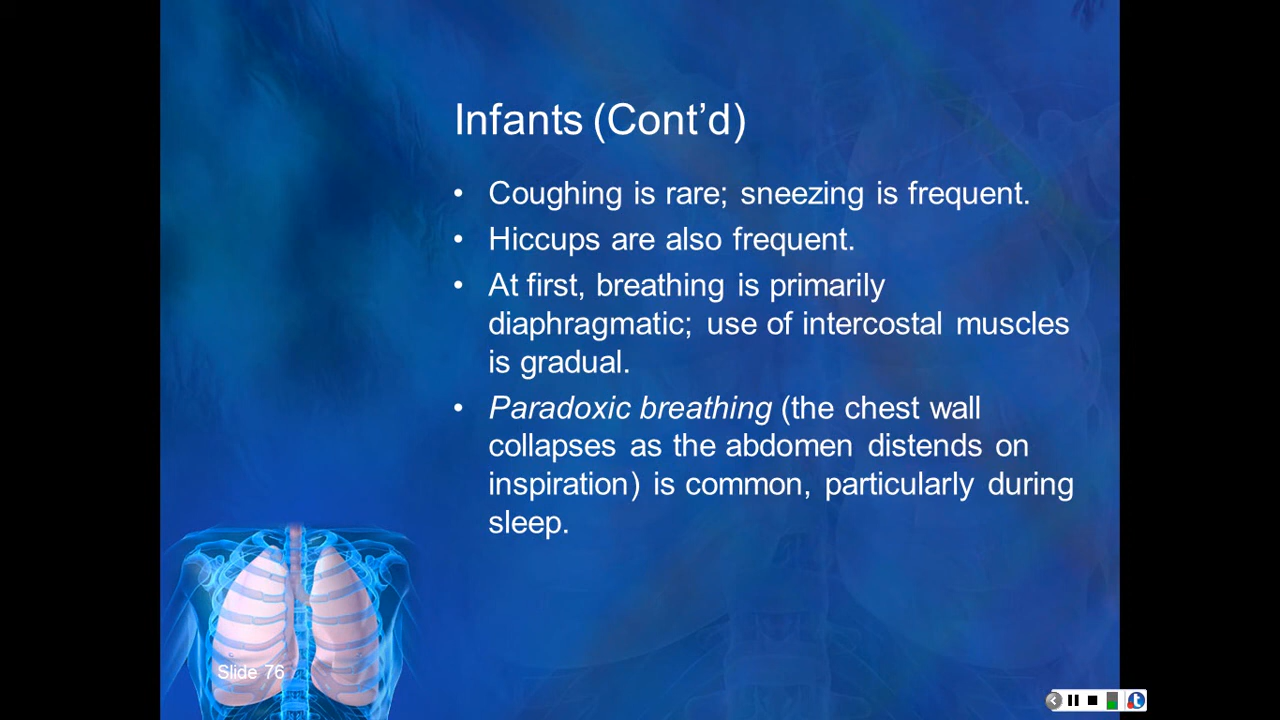 Infants (Cont’d)
• Coughing is rare; sneezing is frequent.
• Hiccups are also frequent.
• At first, breathing is primarily
diaphragmatic; use of intercostal muscles
is gradual.
• Paradoxic breathing (the chest wall
collapses as the abdomen distends on
inspiration) is common, particularly during
sleep.
Slide 76
t